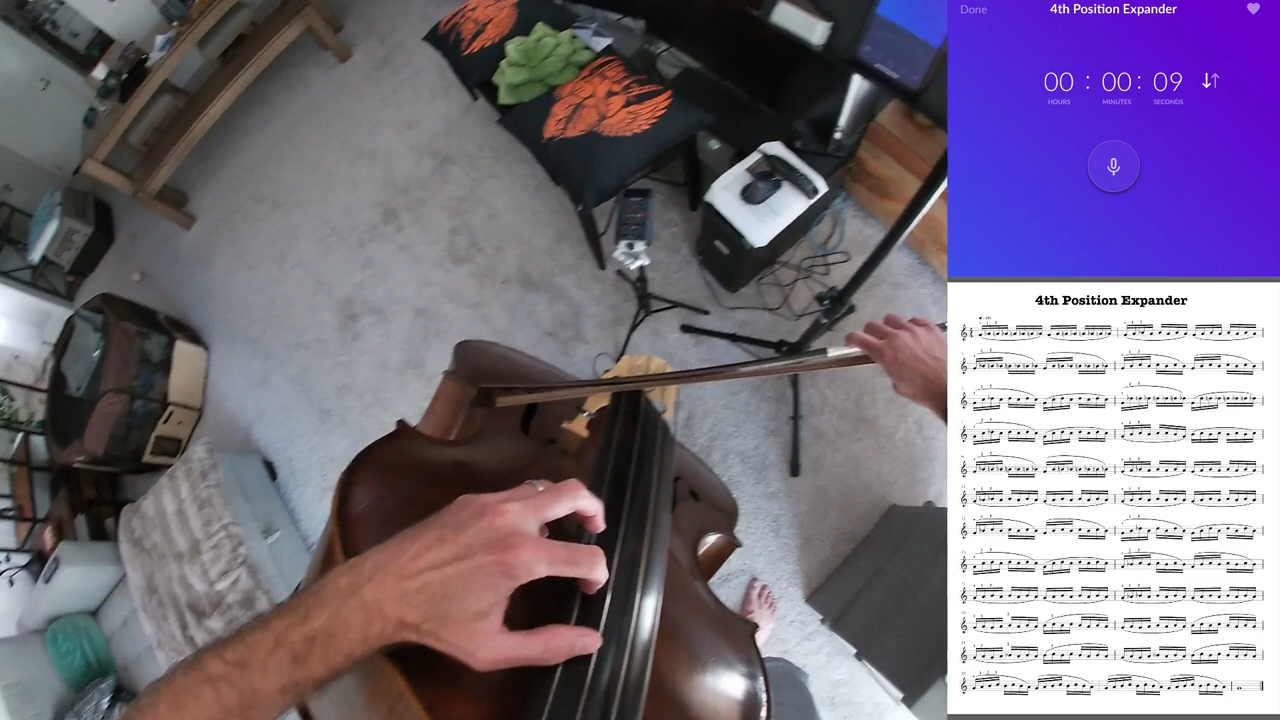 Done
4th Position Expander
00 : 00 : 09
HOURS MINUTES SECONDS
4th Position Expander